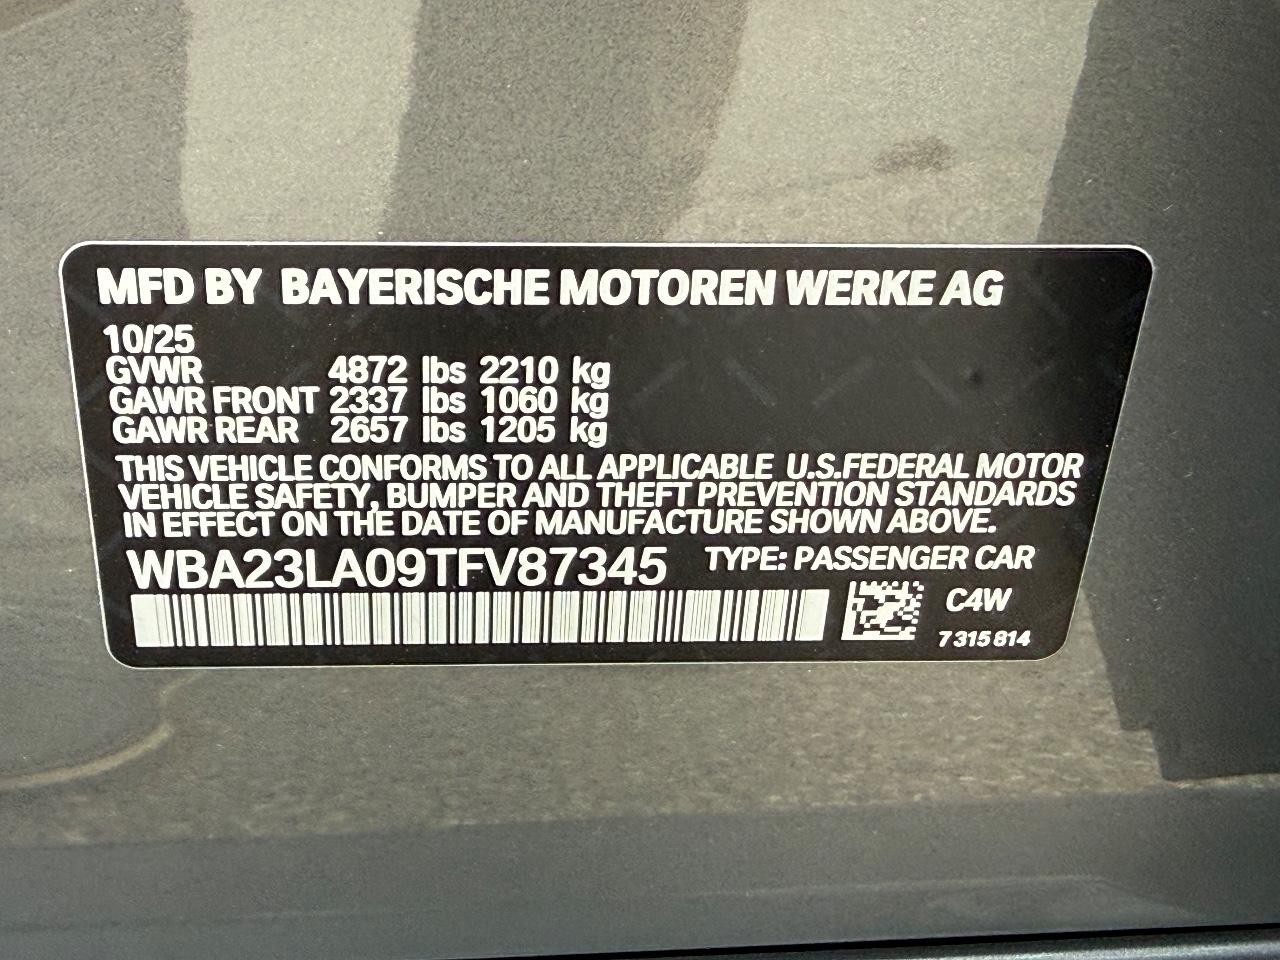 MFD BY BAYERISCHE MOTOREN WERKE AG
10/25
GVWR 4872 lbs 2210 kg
GAWR FRONT 2337 lbs 1060 kg
GAWR REAR 2657 lbs 1205 kg
THIS VEHICLE CONFORMS TO ALL APPLICABLE U.S.FEDERAL MOTOR
VEHICLE SAFETY, BUMPER AND THEFT PREVENTION STANDARDS
IN EFFECT ON THE DATE OF MANUFACTURE SHOWN ABOVE.
WBA23LA09TFV87345 TYPE: PASSENGER CAR
C4W
7 315 814